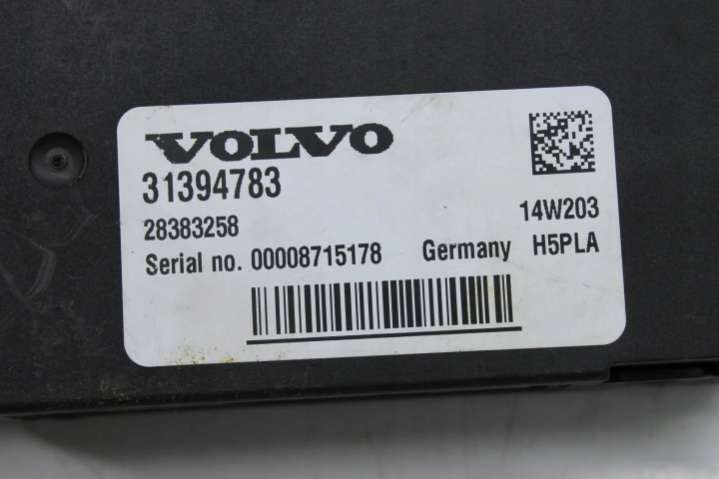 VOLVO
31394783
28383258
14W203
Serial no. 00008715178 Germany H5PLA